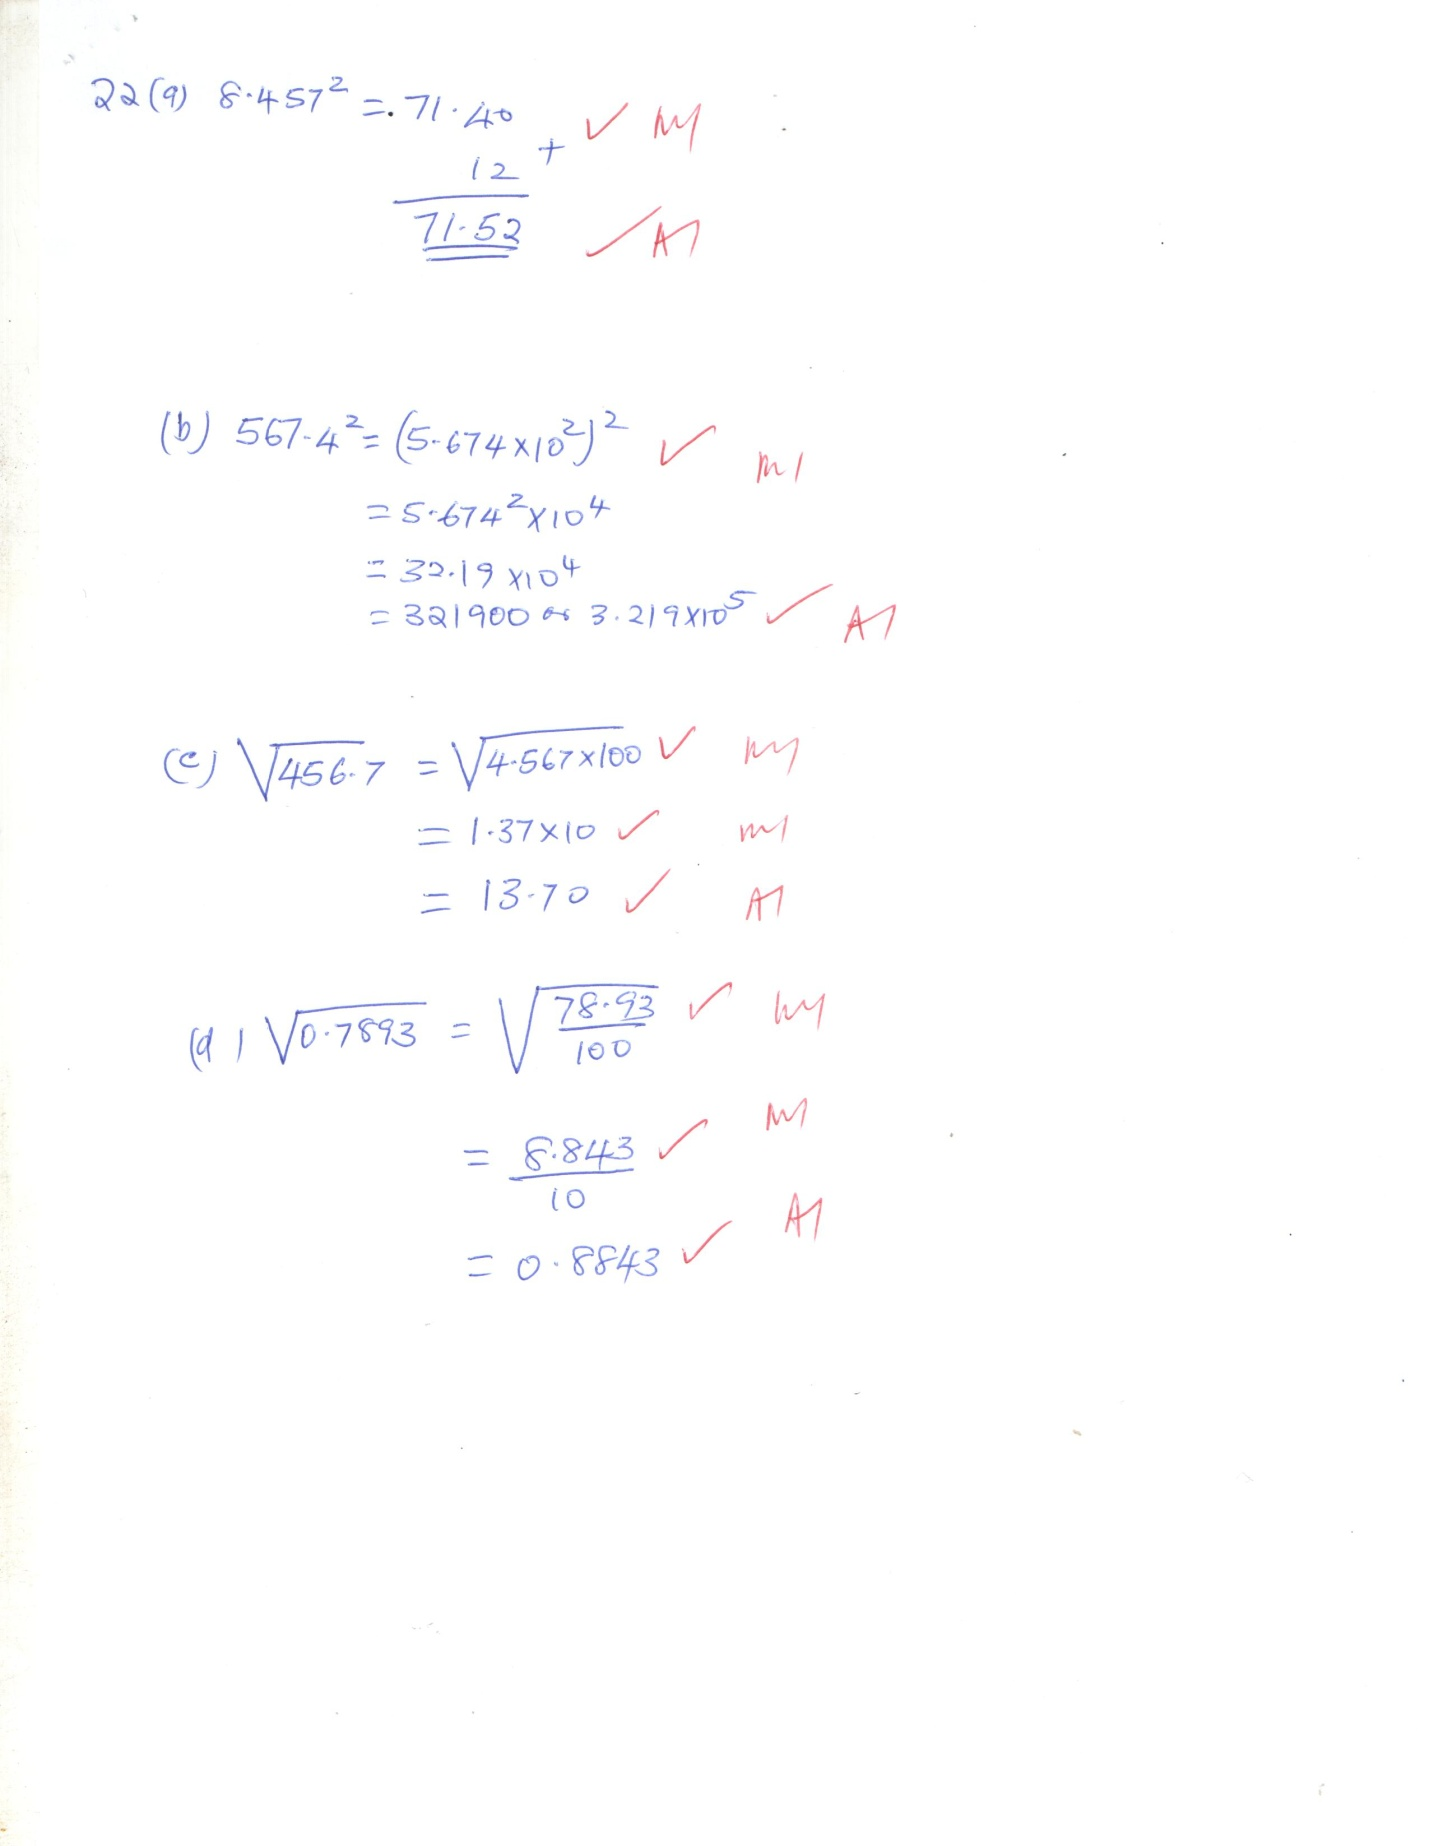 22(a) 8.457² = 71.40 ✓ M1
12 +
71.52 ✓ A1
(b) 567.4² = (5.674×10²)² ✓ M1
= 5.674²×10⁴
= 32.19×10⁴
= 321900 or 3.219×10⁵ ✓ A1
(c) √456.7 = √4.567×100 ✓ M1
= 1.37×10 ✓ M1
= 13.70 ✓ A1
(d) √0.7893 = √78.93/100 ✓ M1
= 8.843/10 ✓ M1
= 0.8843 ✓ A1